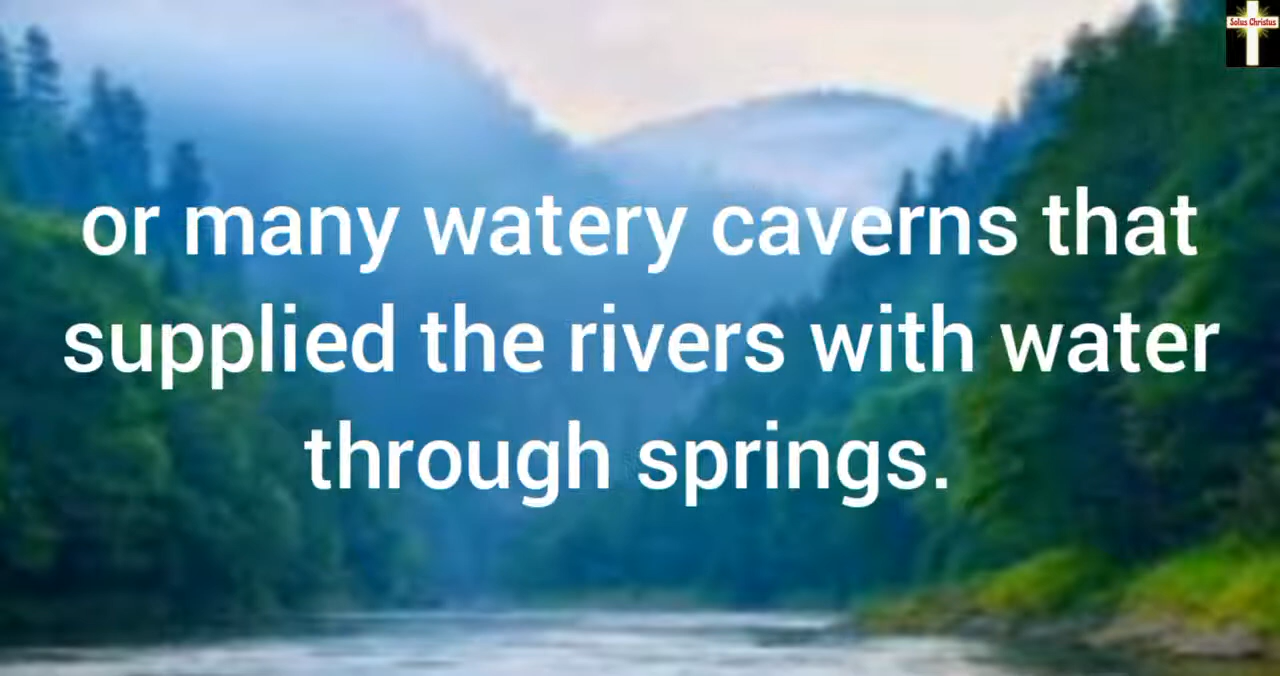 Solus Christus
or many watery caverns that
supplied the rivers with water
through springs.